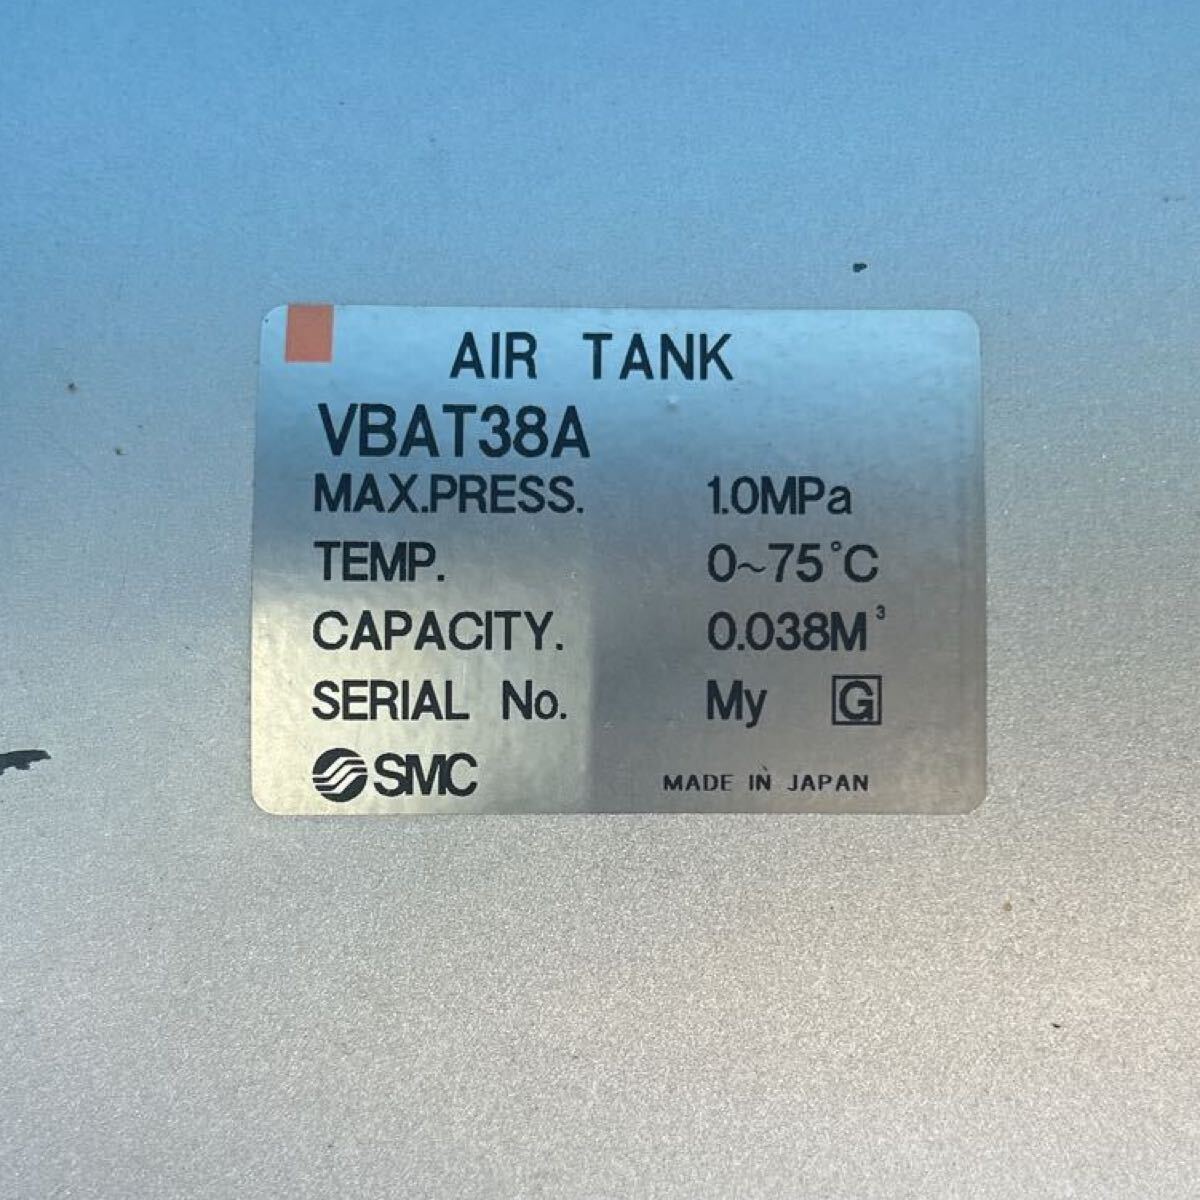 AIR TANK
VBAT38A
MAX.PRESS. 1.0MPa
TEMP. 0~75°C
CAPACITY. 0.038M³
SERIAL No. My G
SMC MADE IN JAPAN